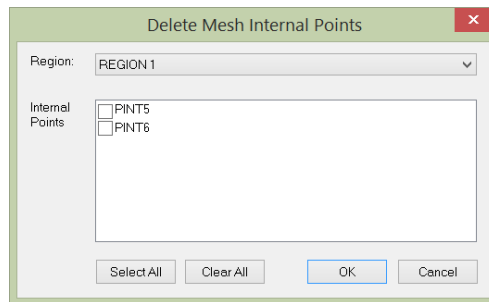 Delete Mesh Internal Points
Region:
REGION 1
Internal
Points
PINT5
PINT6
Select All
Clear All
OK
Cancel